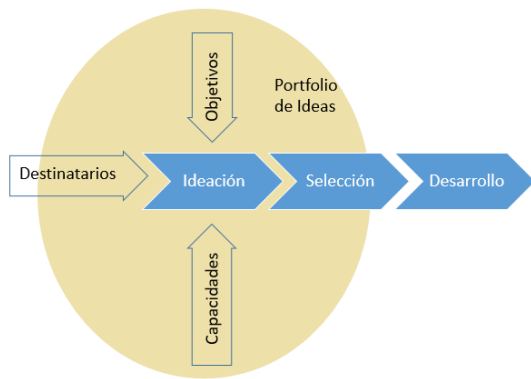 Objetivos
Portfolio
de Ideas
Destinatarios
Ideación
Selección
Desarrollo
Capacidades